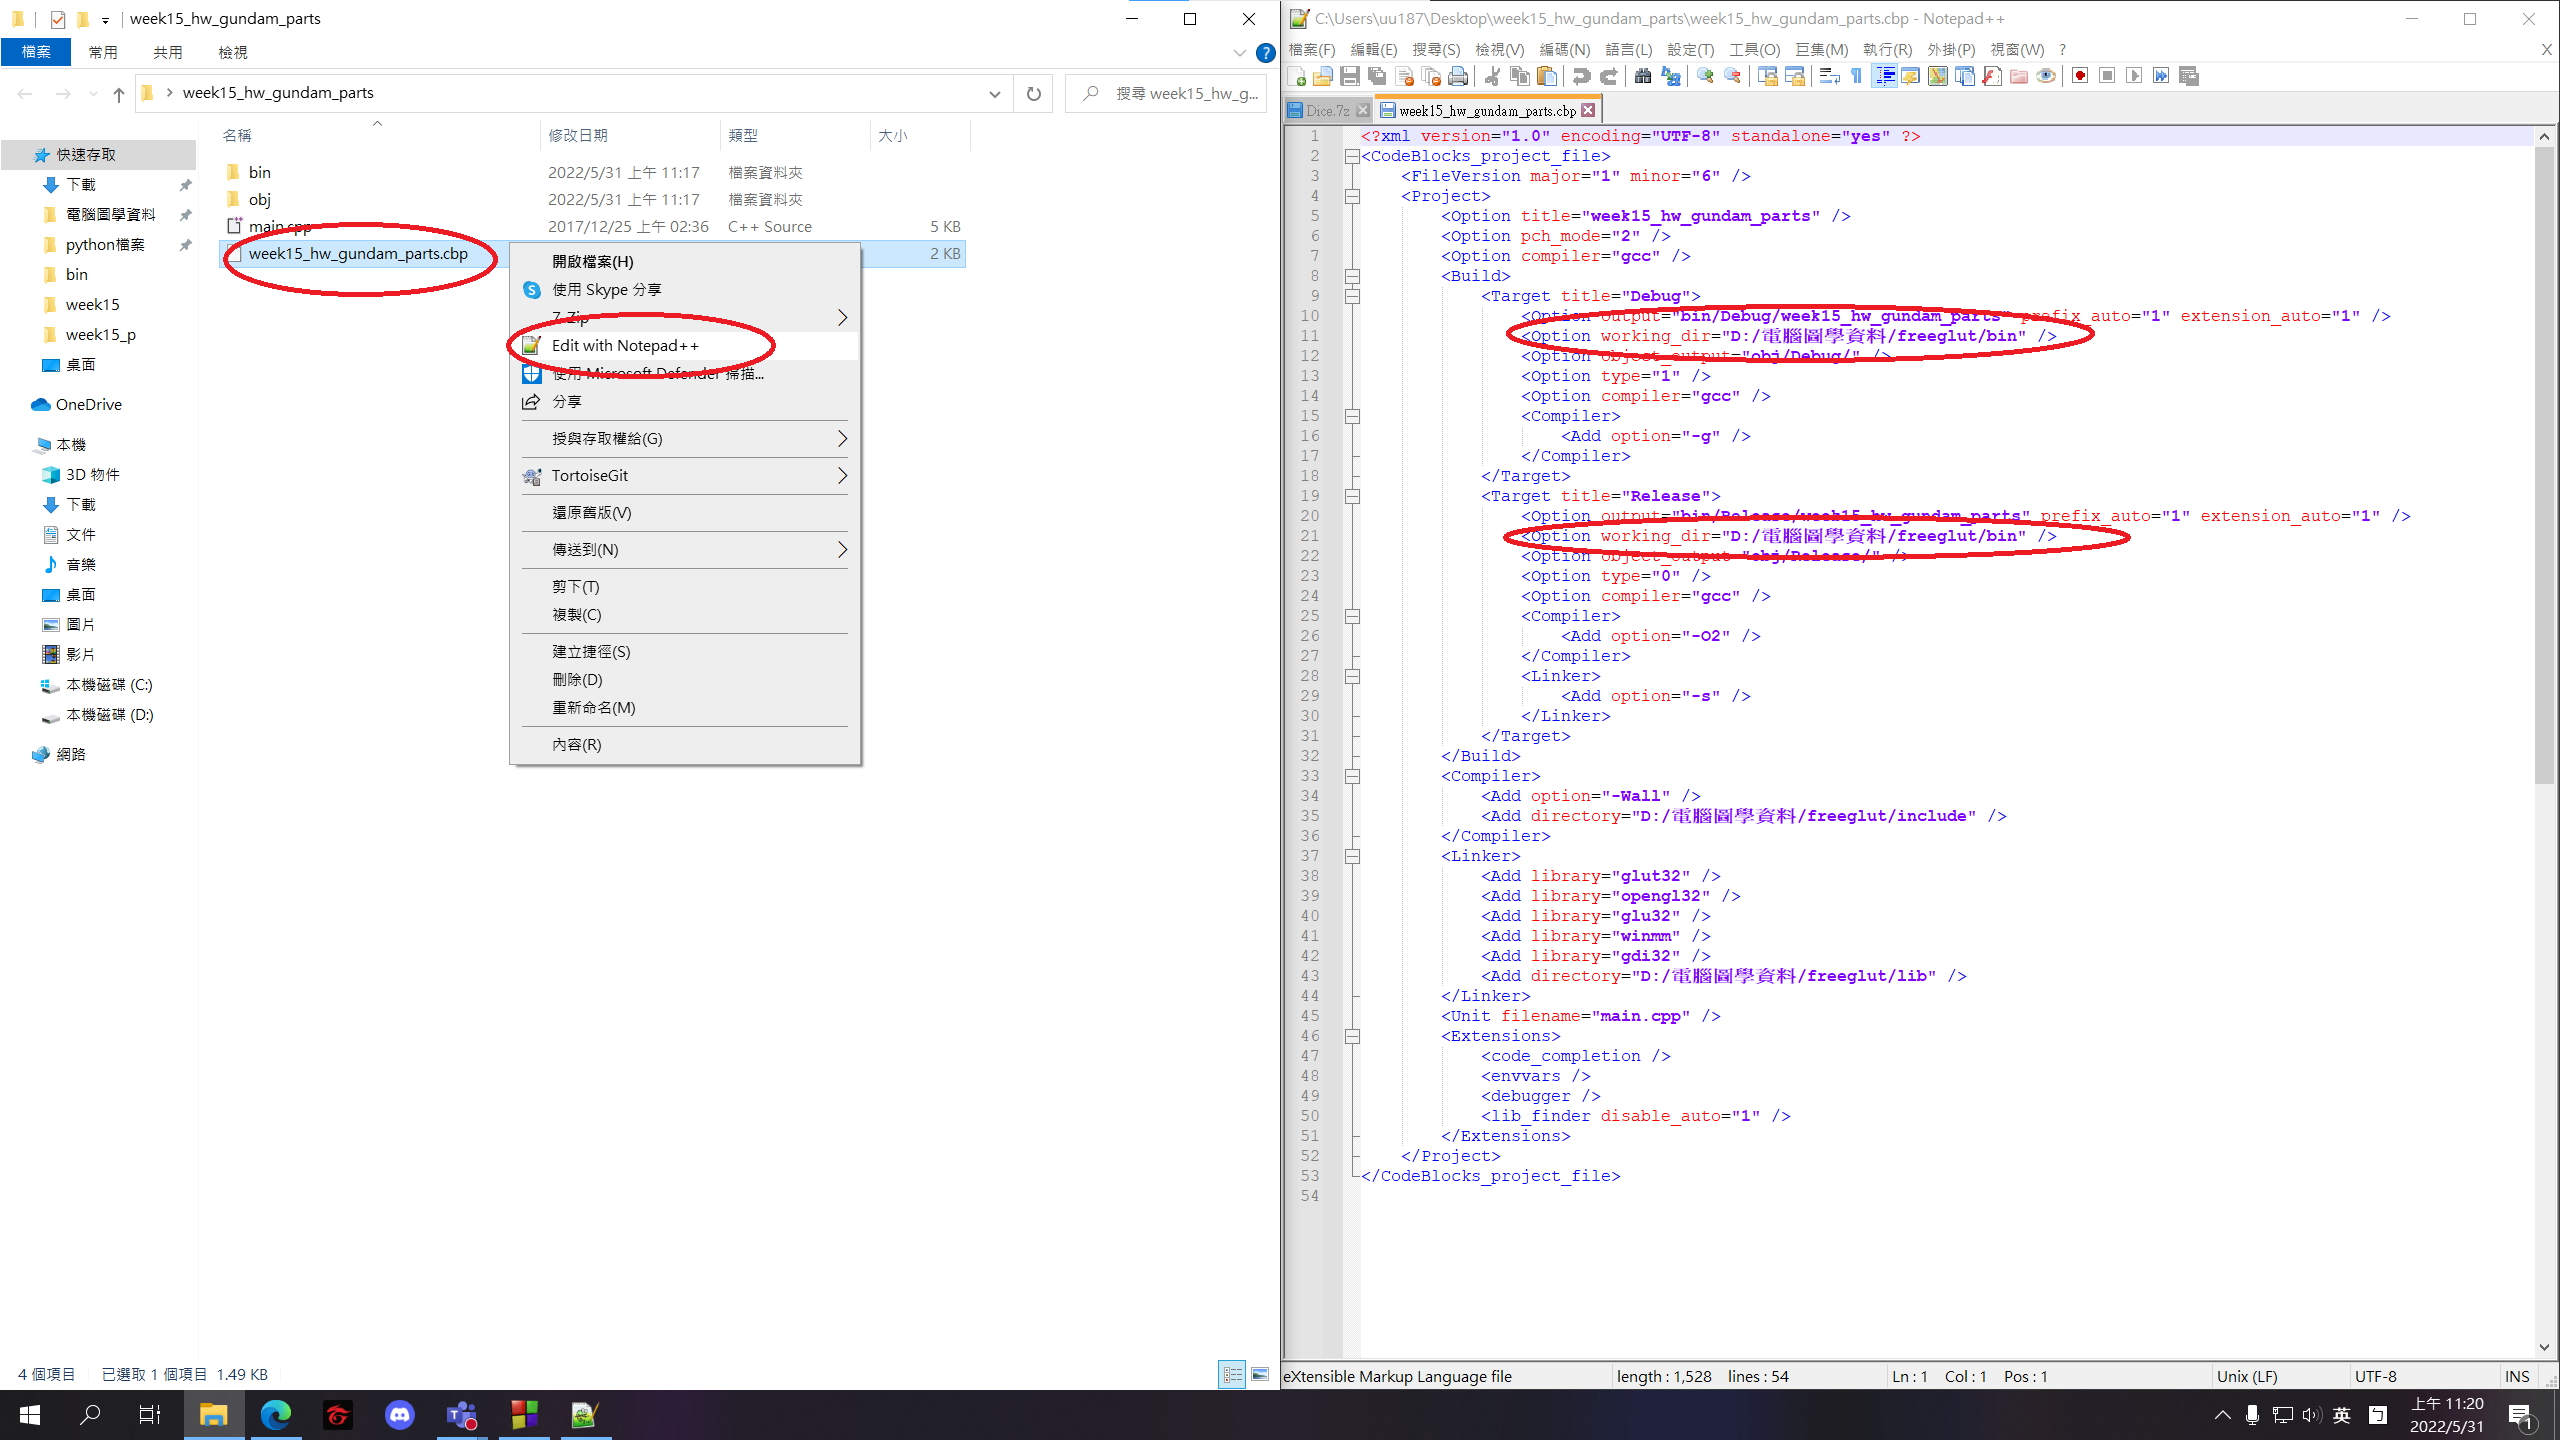 week15_hw_gundam_parts
檔案 常用 共用 檢視
week15_hw_gundam_parts
搜尋 week15_hw_g...
名稱 修改日期 類型 大小
快速存取
下載
電腦圖學資料
python檔案
bin
week15
week15_p
桌面
OneDrive
本機
3D 物件
下載
文件
音樂
桌面
圖片
影片
本機磁碟 (C:)
本機磁碟 (D:)
網路
bin 2022/5/31 上午 11:17 檔案資料夾
obj 2022/5/31 上午 11:17 檔案資料夾
main.cpp 2017/12/25 上午 02:36 C++ Source 5 KB
week15_hw_gundam_parts.cbp 2 KB
開啟檔案(H)
使用 Skype 分享
7-Zip
Edit with Notepad++
使用 Microsoft Defender 掃描...
分享
授與存取權給(G)
TortoiseGit
還原舊版(V)
傳送到(N)
剪下(T)
複製(C)
建立捷徑(S)
刪除(D)
重新命名(M)
內容(R)
4 個項目 已選取 1 個項目 1.49 KB
C:\Users\uu187\Desktop\week15_hw_gundam_parts\week15_hw_gundam_parts.cbp - Notepad++
檔案(F) 編輯(E) 搜尋(S) 檢視(V) 編碼(N) 語言(L) 設定(T) 工具(O) 巨集(M) 執行(R) 外掛(P) 視窗(W) ? X
Dice.7z week15_hw_gundam_parts.cbp
1 <?xml version="1.0" encoding="UTF-8" standalone="yes" ?>
2 <CodeBlocks_project_file>
3 <FileVersion major="1" minor="6" />
4 <Project>
5 <Option title="week15_hw_gundam_parts" />
6 <Option pch_mode="2" />
7 <Option compiler="gcc" />
8 <Build>
9 <Target title="Debug">
10 <Option output="bin/Debug/week15_hw_gundam_parts" prefix_auto="1" extension_auto="1" />
11 <Option working_dir="D:/電腦圖學資料/freeglut/bin" />
12 <Option object_output="obj/Debug/" />
13 <Option type="1" />
14 <Option compiler="gcc" />
15 <Compiler>
16 <Add option="-g" />
17 </Compiler>
18 </Target>
19 <Target title="Release">
20 <Option output="bin/Release/week15_hw_gundam_parts" prefix_auto="1" extension_auto="1" />
21 <Option working_dir="D:/電腦圖學資料/freeglut/bin" />
22 <Option object_output="obj/Release/" />
23 <Option type="0" />
24 <Option compiler="gcc" />
25 <Compiler>
26 <Add option="-O2" />
27 </Compiler>
28 <Linker>
29 <Add option="-s" />
30 </Linker>
31 </Target>
32 </Build>
33 <Compiler>
34 <Add option="-Wall" />
35 <Add directory="D:/電腦圖學資料/freeglut/include" />
36 </Compiler>
37 <Linker>
38 <Add library="glut32" />
39 <Add library="opengl32" />
40 <Add library="glu32" />
41 <Add library="winmm" />
42 <Add library="gdi32" />
43 <Add directory="D:/電腦圖學資料/freeglut/lib" />
44 </Linker>
45 <Unit filename="main.cpp" />
46 <Extensions>
47 <code_completion />
48 <envvars />
49 <debugger />
50 <lib_finder disable_auto="1" />
51 </Extensions>
52 </Project>
53 </CodeBlocks_project_file>
54
eXtensible Markup Language file length : 1,528 lines : 54 Ln : 1 Col : 1 Pos : 1 Unix (LF) UTF-8 INS
英 上午 11:20
2022/5/31
1